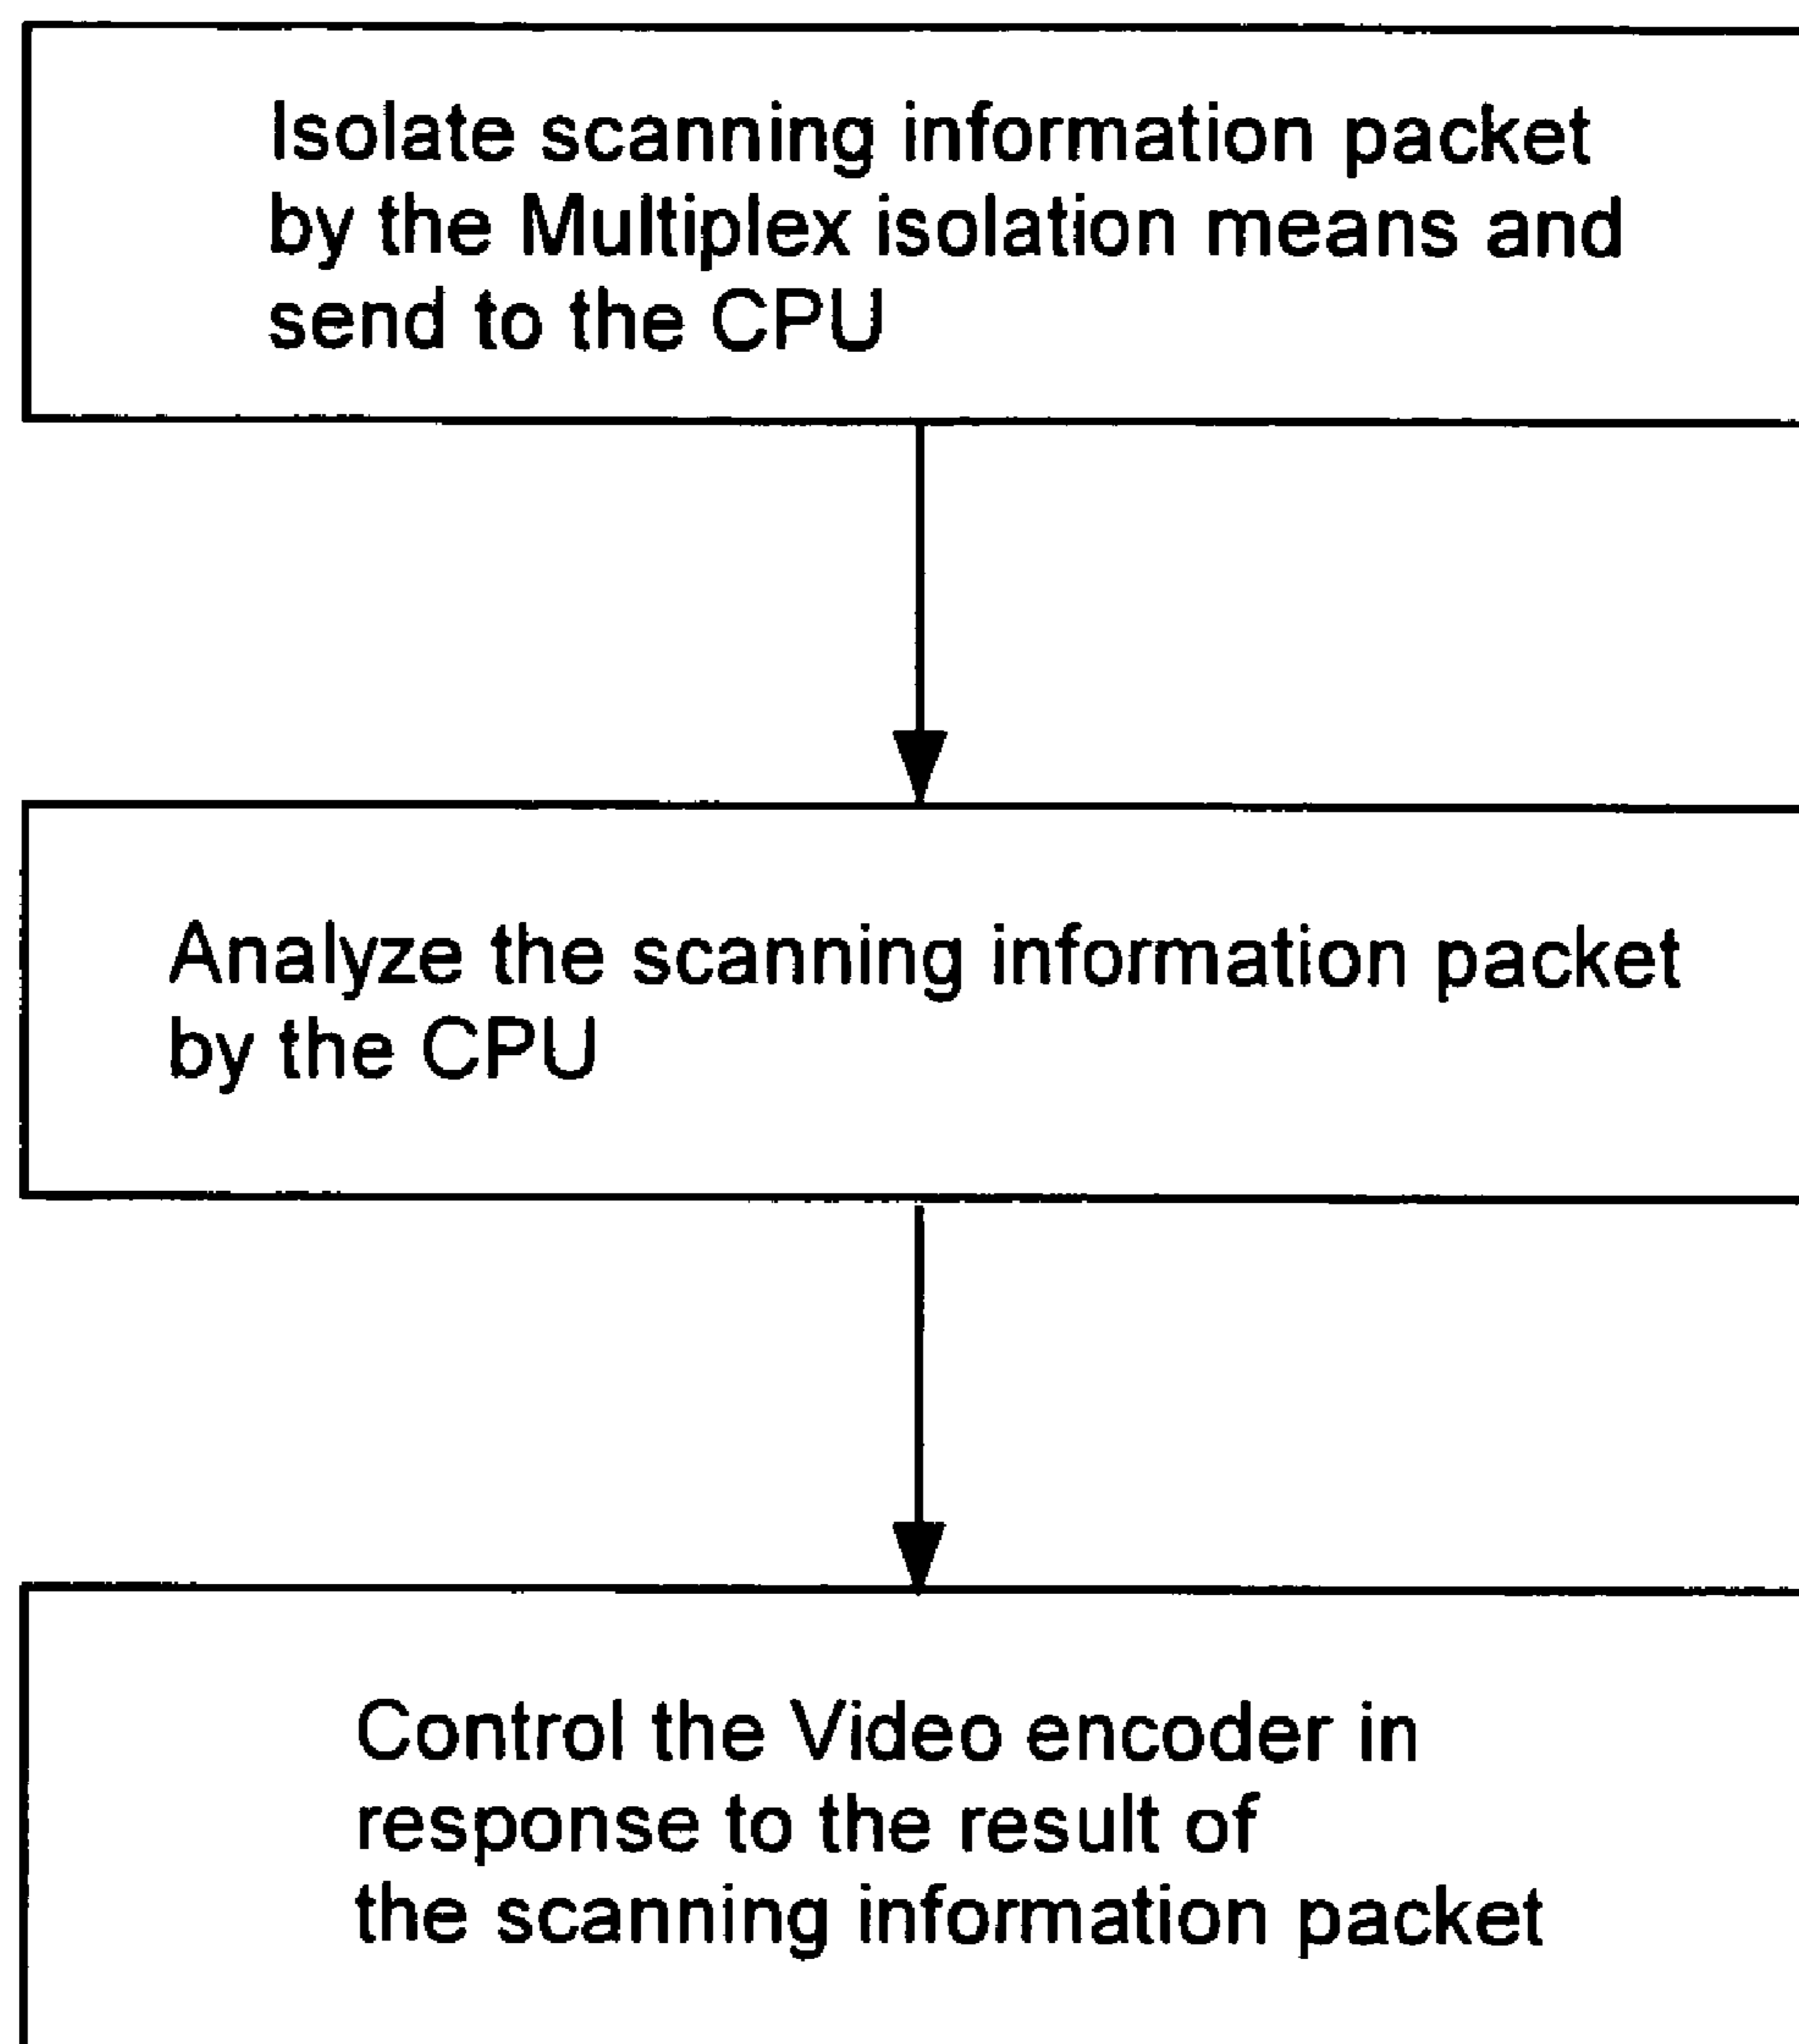 Isolate scanning information packet
by the Multiplex isolation means and
send to the CPU
Analyze the scanning information packet
by the CPU
Control the Video encoder in
response to the result of
the scanning information packet